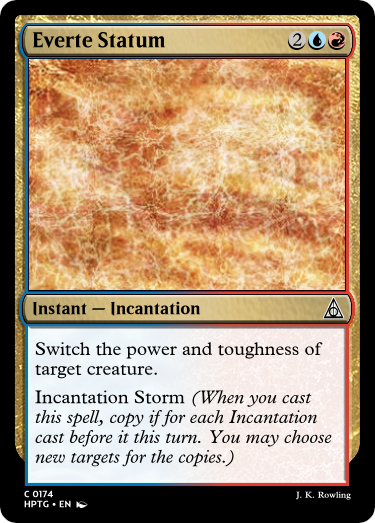 Everte Statum 2
Instant — Incantation
Switch the power and toughness of
target creature.
Incantation Storm (When you cast
this spell, copy if for each Incantation
cast before it this turn. You may choose
new targets for the copies.)
C 0174
HPTG • EN
J. K. Rowling